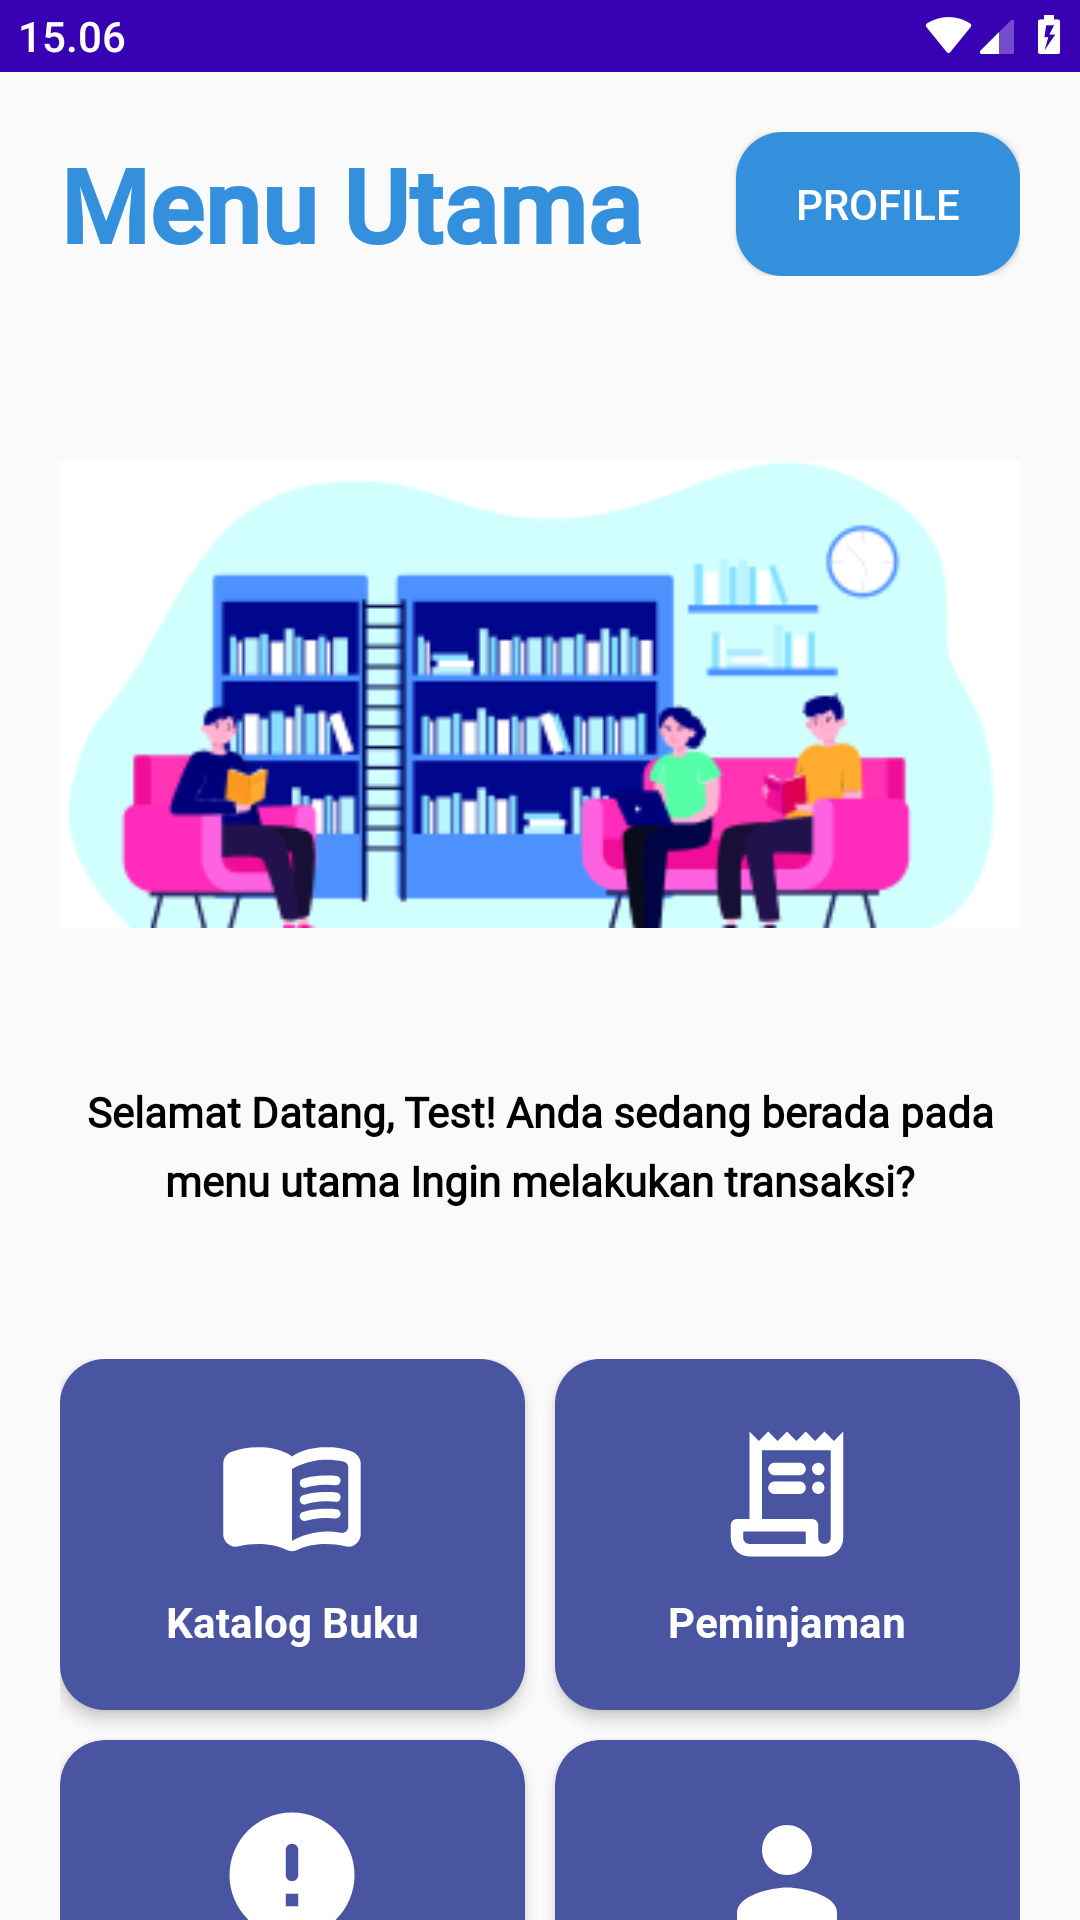 15.06
Menu Utama
PROFILE
Selamat Datang, Test! Anda sedang berada pada
menu utama Ingin melakukan transaksi?
Katalog Buku
Peminjaman